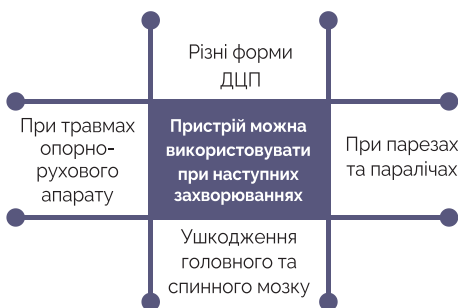 Різні форми
ДЦП
При травмах
опорно-
рухового
апарату
Пристрій можна
використовувати
при наступних
захворюваннях
При парезах
та паралічах
Ушкодження
головного та
спинного мозку